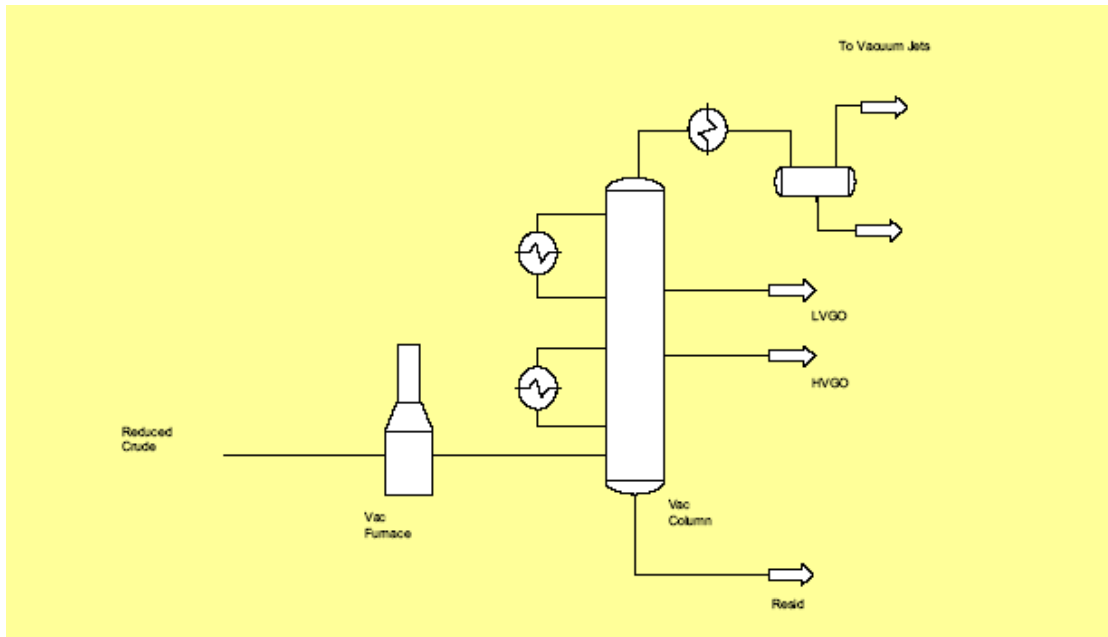 To Vacuum Jets
LVGO
HVGO
Reduced
Crude
Vac
Furnace
Vac
Column
Resid